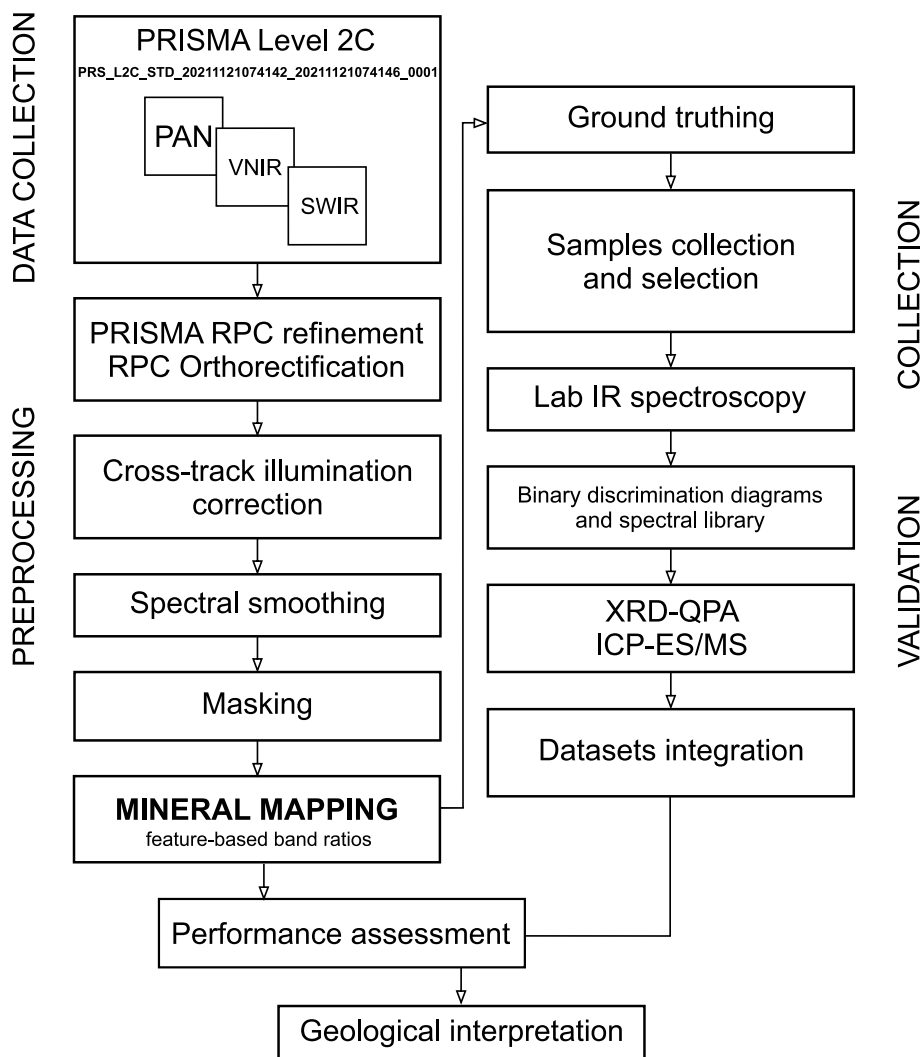 DATA COLLECTION
PRISMA Level 2C
PRS_L2C_STD_20211121074142_20211121074146_0001
PAN
VNIR
SWIR
PREPROCESSING
PRISMA RPC refinement
RPC Orthorectification
Cross-track illumination
correction
Spectral smoothing
Masking
MINERAL MAPPING
feature-based band ratios
COLLECTION
Ground truthing
Samples collection
and selection
VALIDATION
Lab IR spectroscopy
Binary discrimination diagrams
and spectral library
XRD-QPA
ICP-ES/MS
Datasets integration
Performance assessment
Geological interpretation